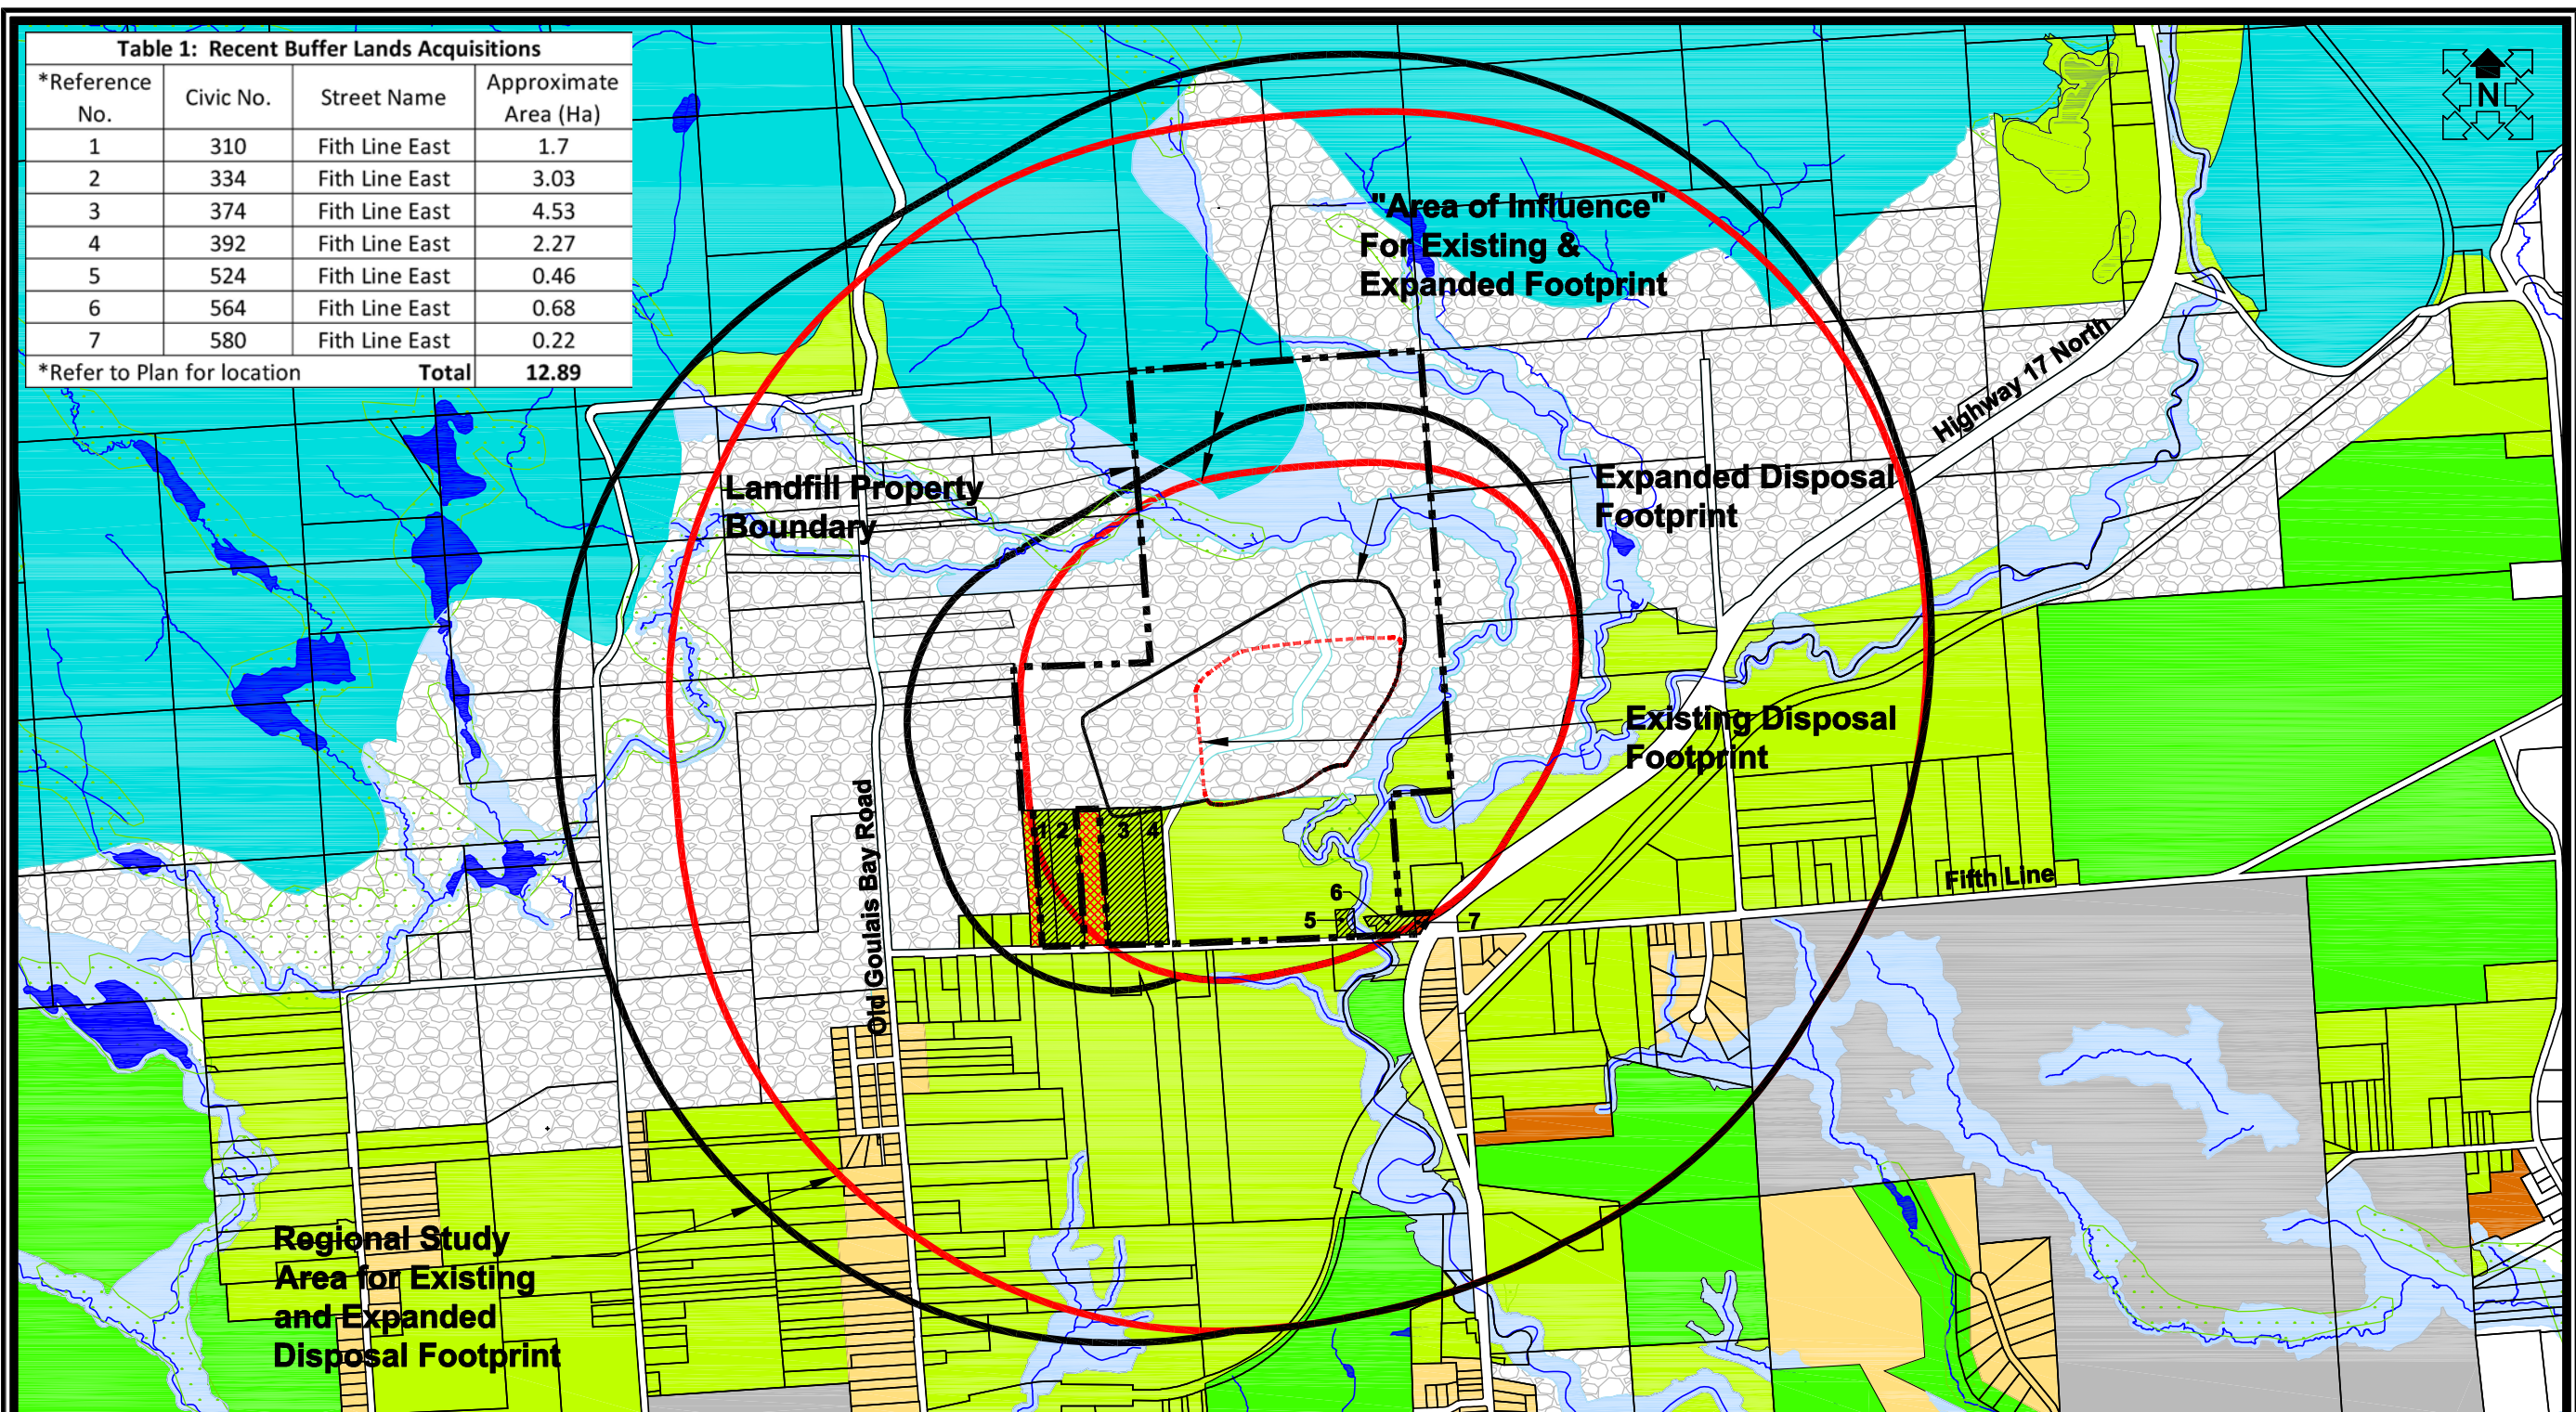 Table 1: Recent Buffer Lands Acquisitions
*Reference No. Civic No. Street Name Approximate Area (Ha)
1 310 Fith Line East 1.7
2 334 Fith Line East 3.03
3 374 Fith Line East 4.53
4 392 Fith Line East 2.27
5 524 Fith Line East 0.46
6 564 Fith Line East 0.68
7 580 Fith Line East 0.22
*Refer to Plan for location Total 12.89
N
"Area of Influence"
For Existing &
Expanded Footprint
Highway 17 North
Landfill Property
Boundary
Expanded Disposal
Footprint
Existing Disposal
Footprint
Old Goulais Bay Road
1 2 3 4
Fifth Line
6
5
7
Regional Study
Area for Existing
and Expanded
Disposal Footprint